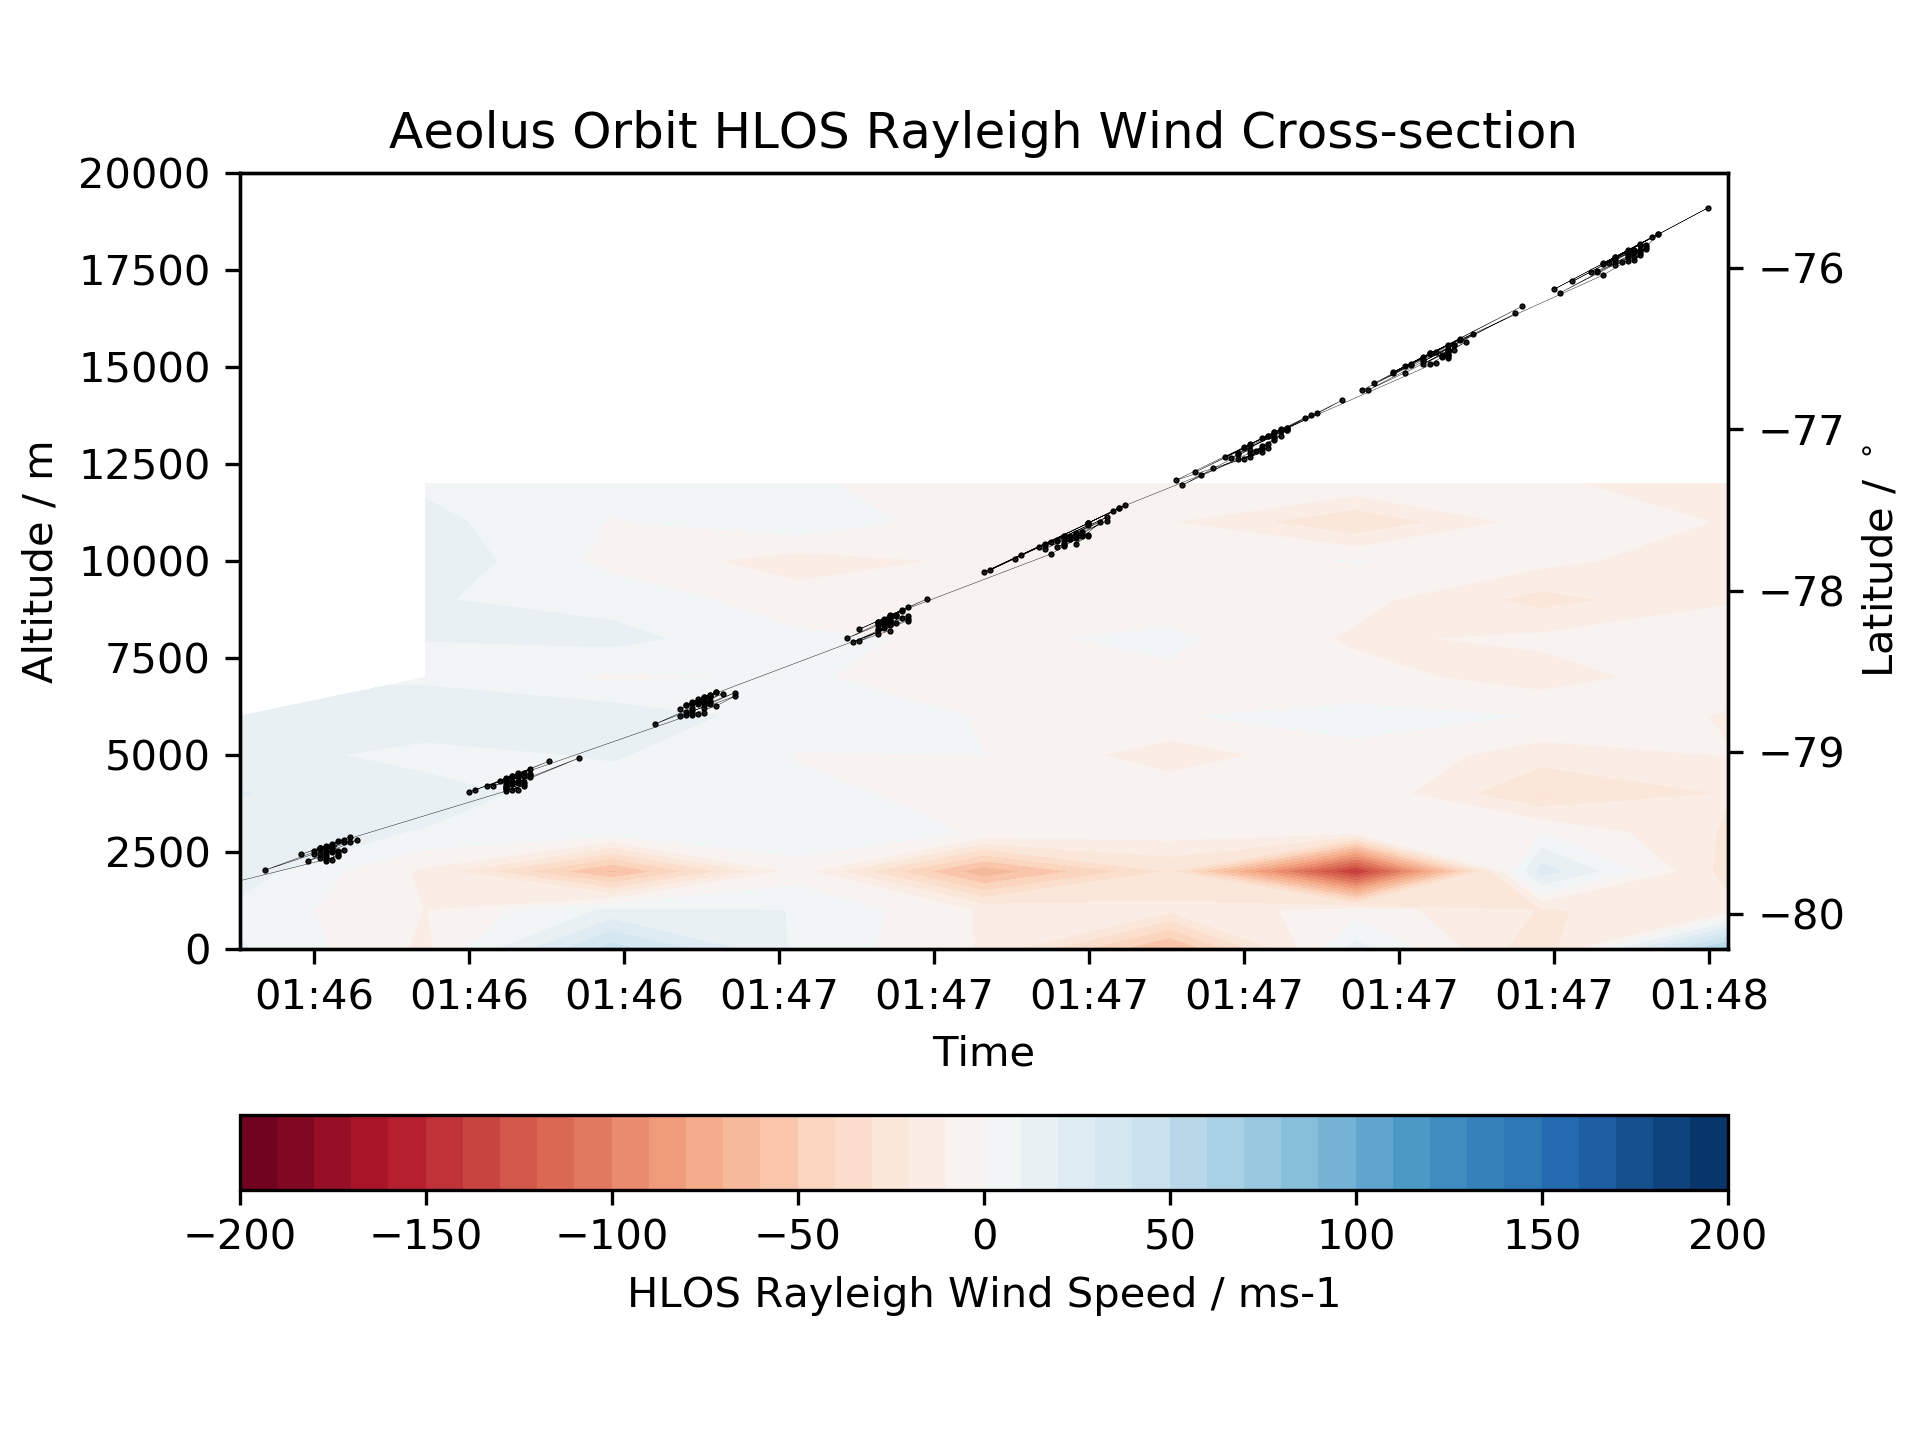 Aeolus Orbit HLOS Rayleigh Wind Cross-section
20000
17500
15000
12500
10000
7500
5000
2500
0
Altitude / m
−76
−77
−78
−79
−80
Latitude / °
01:46 01:46 01:46 01:47 01:47 01:47 01:47 01:47 01:47 01:48
Time
−200 −150 −100 −50 0 50 100 150 200
HLOS Rayleigh Wind Speed / ms-1